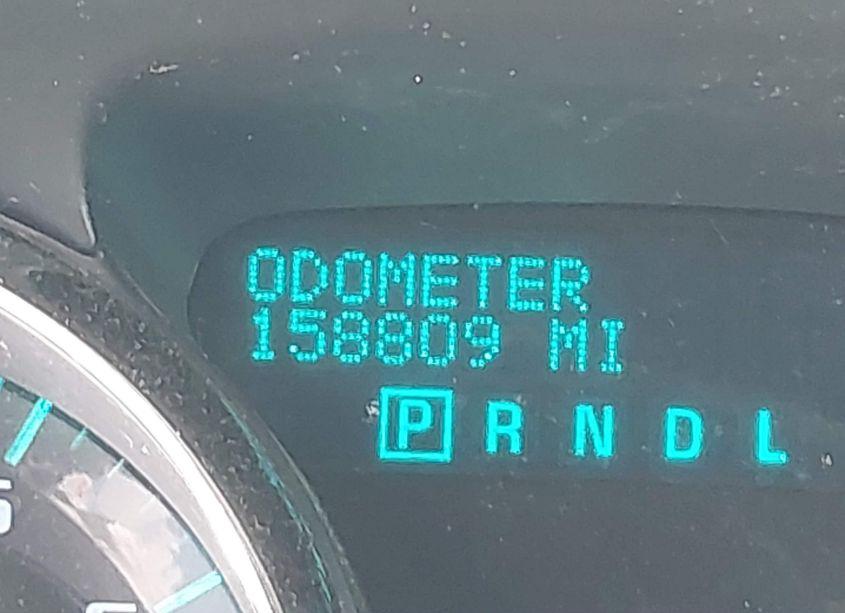 ODOMETER
158809 MI
P R N D L